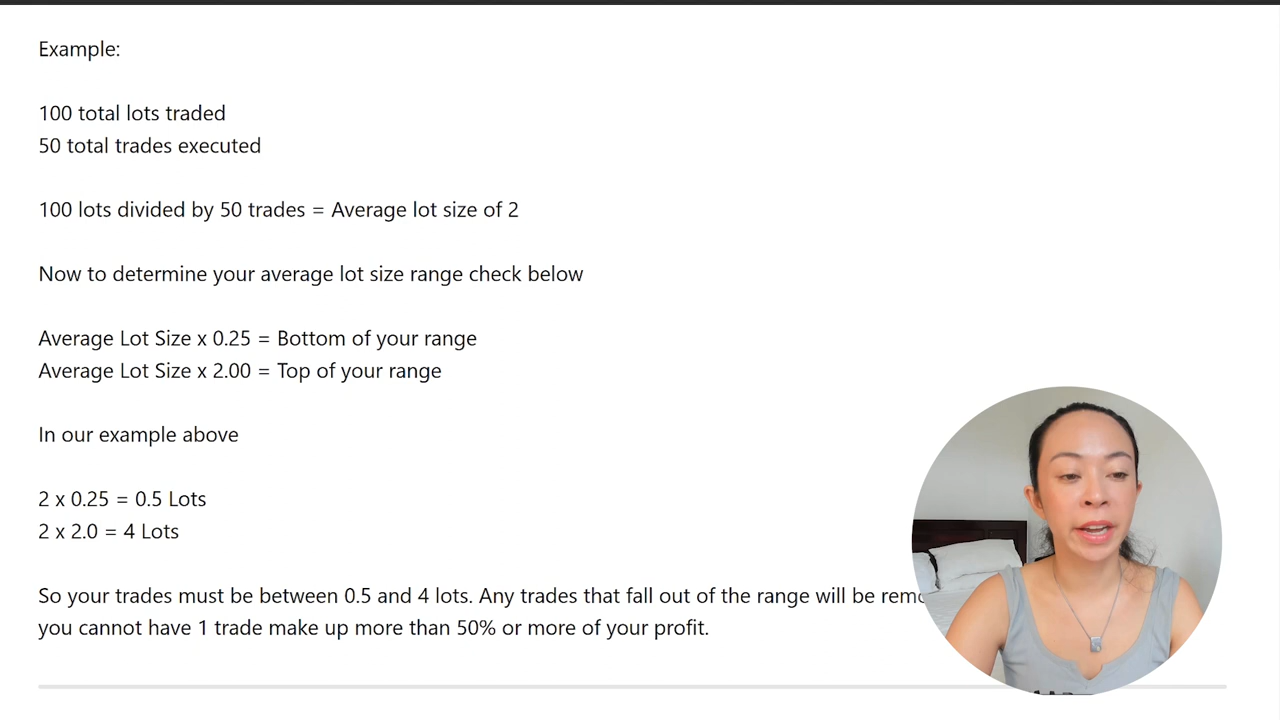 Example:
100 total lots traded
50 total trades executed
100 lots divided by 50 trades = Average lot size of 2
Now to determine your average lot size range check below
Average Lot Size x 0.25 = Bottom of your range
Average Lot Size x 2.00 = Top of your range
In our example above
2 x 0.25 = 0.5 Lots
2 x 2.0 = 4 Lots
So your trades must be between 0.5 and 4 lots. Any trades that fall out of the range will be
you cannot have 1 trade make up more than 50% or more of your profit.